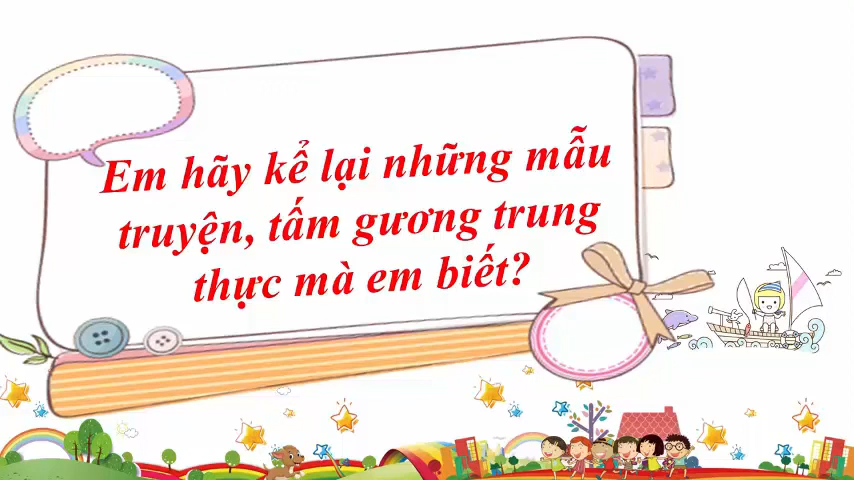 Em hãy kể lại những mẫu
truyện, tấm gương trung
thực mà em biết?